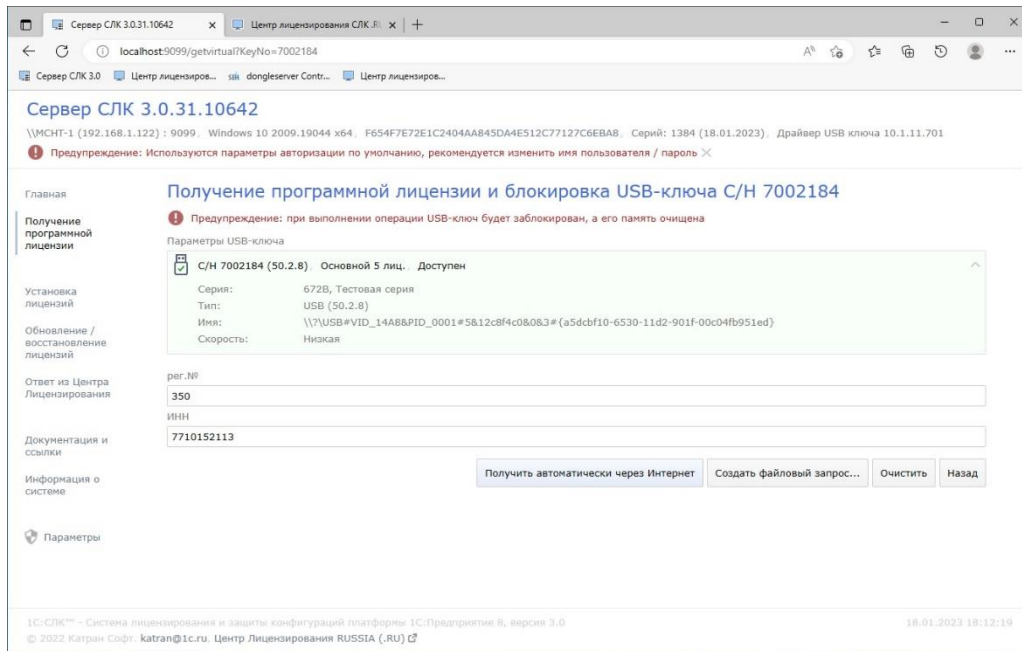 Сервер СЛК 3.0.31.10642
Центр лицензирования СЛК .RU
localhost:9099/getvirtual?KeyNo=7002184
Сервер СЛК 3.0 Центр лицензиров... dongleserver Contr... Центр лицензиров...
Сервер СЛК 3.0.31.10642
\\MCHT-1 (192.168.1.122) : 9099, Windows 10 2009.19044 x64, F654F7E72E1C2404AA845DA4E512C77127C6EBA8, Серий: 1384 (18.01.2023), Драйвер USB ключа 10.1.11.701
Предупреждение: Используются параметры авторизации по умолчанию, рекомендуется изменить имя пользователя / пароль
Главная
Получение
программной
лицензии
Установка
лицензий
Обновление /
восстановление
лицензий
Ответ из Центра
Лицензирования
Документация и
ссылки
Информация о
системе
Параметры
Получение программной лицензии и блокировка USB-ключа С/Н 7002184
Предупреждение: при выполнении операции USB-ключ будет заблокирован, а его память очищена
Параметры USB-ключа
С/Н 7002184 (50.2.8), Основной 5 лиц., Доступен
Серия: 672B, Тестовая серия
Тип: USB (50.2.8)
Имя: \\?\USB#VID_14A8&PID_0001#5&12c8f4c0&0&3#{a5dcbf10-6530-11d2-901f-00c04fb951ed}
Скорость: Низкая
рег.№
350
ИНН
7710152113
Получить автоматически через Интернет Создать файловый запрос... Очистить Назад
1С:СЛК™ - Система лицензирования и защиты конфигураций платформы 1С:Предприятие 8, версия 3.0 18.01.2023 18:12:19
© 2022 Катран Софт, katran@1c.ru, Центр Лицензирования RUSSIA (.RU)